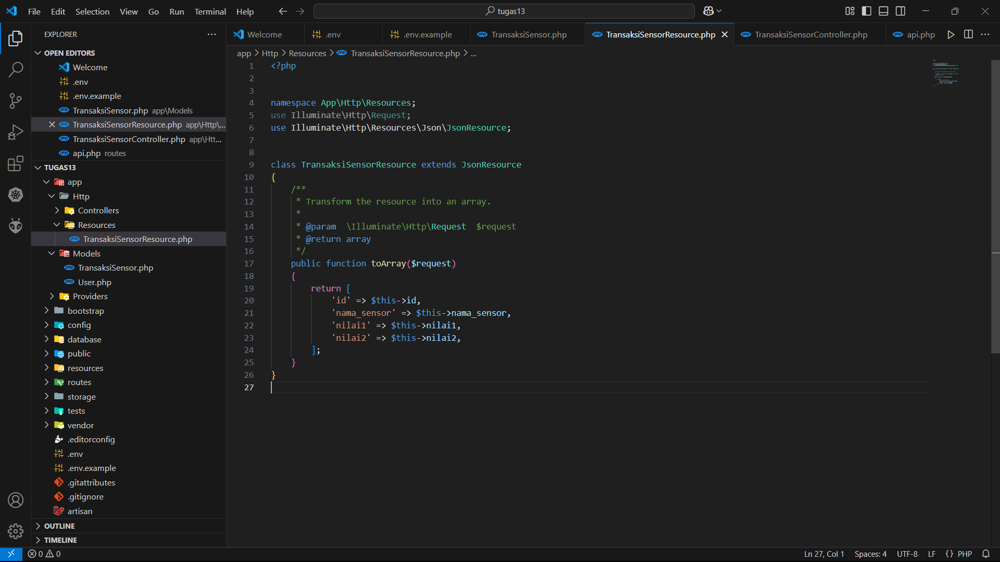 File Edit Selection View Go Run Terminal Help
tugas13
EXPLORER
OPEN EDITORS
Welcome
.env
.env.example
TransaksiSensor.php app\Models
TransaksiSensorResource.php app\Http\...
TransaksiSensorController.php app\Htt...
api.php routes
TUGAS13
app
Http
Controllers
Resources
TransaksiSensorResource.php
Models
TransaksiSensor.php
User.php
Providers
bootstrap
config
database
public
resources
routes
storage
tests
vendor
.editorconfig
.env
.env.example
.gitattributes
.gitignore
artisan
OUTLINE
TIMELINE
Welcome .env .env.example TransaksiSensor.php TransaksiSensorResource.php TransaksiSensorController.php api.php
app > Http > Resources > TransaksiSensorResource.php > ...
1 <?php
2
3
4 namespace App\Http\Resources;
5 use Illuminate\Http\Request;
6 use Illuminate\Http\Resources\Json\JsonResource;
7
8
9 class TransaksiSensorResource extends JsonResource
10 {
11 /**
12 * Transform the resource into an array.
13 *
14 * @param  \Illuminate\Http\Request  $request
15 * @return array
16 */
17 public function toArray($request)
18 {
19 return [
20 'id' => $this->id,
21 'nama_sensor' => $this->nama_sensor,
22 'nilai1' => $this->nilai1,
23 'nilai2' => $this->nilai2,
24 ];
25 }
26 }
27
0 0
Ln 27, Col 1 Spaces: 4 UTF-8 LF {} PHP